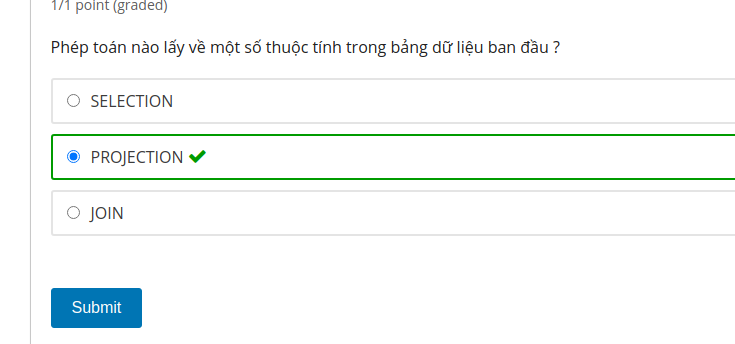 1/1 point (graded)
Phép toán nào lấy về một số thuộc tính trong bảng dữ liệu ban đầu ?
SELECTION
PROJECTION
JOIN
Submit